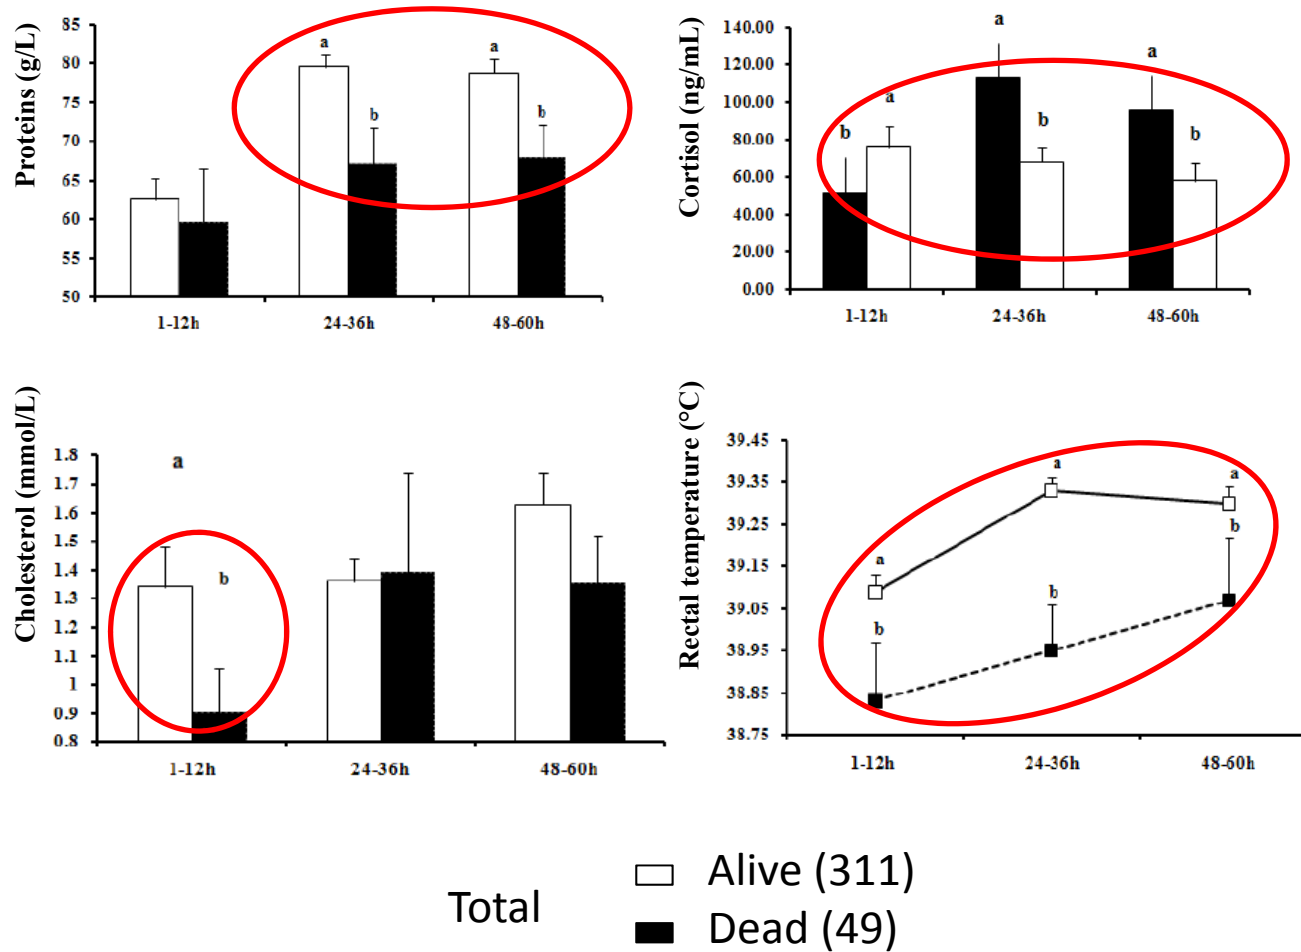 Proteins (g/L)
85
80
75
70
65
60
55
50
a
b
a
b
1-12h
24-36h
48-60h
Cortisol (ng/mL)
140.00
120.00
100.00
80.00
60.00
40.00
20.00
0.00
b
a
a
b
a
b
1-12h
24-36h
48-60h
Cholesterol (mmol/L)
1.8
1.7
1.6
1.5
1.4
1.3
1.2
1.1
1
0.9
0.8
a
b
1-12h
24-36h
48-60h
Rectal temperature (°C)
39.45
39.35
39.25
39.15
39.05
38.95
38.85
38.75
a
b
a
b
a
b
1-12h
24-36h
48-60h
Total
Alive (311)
Dead (49)